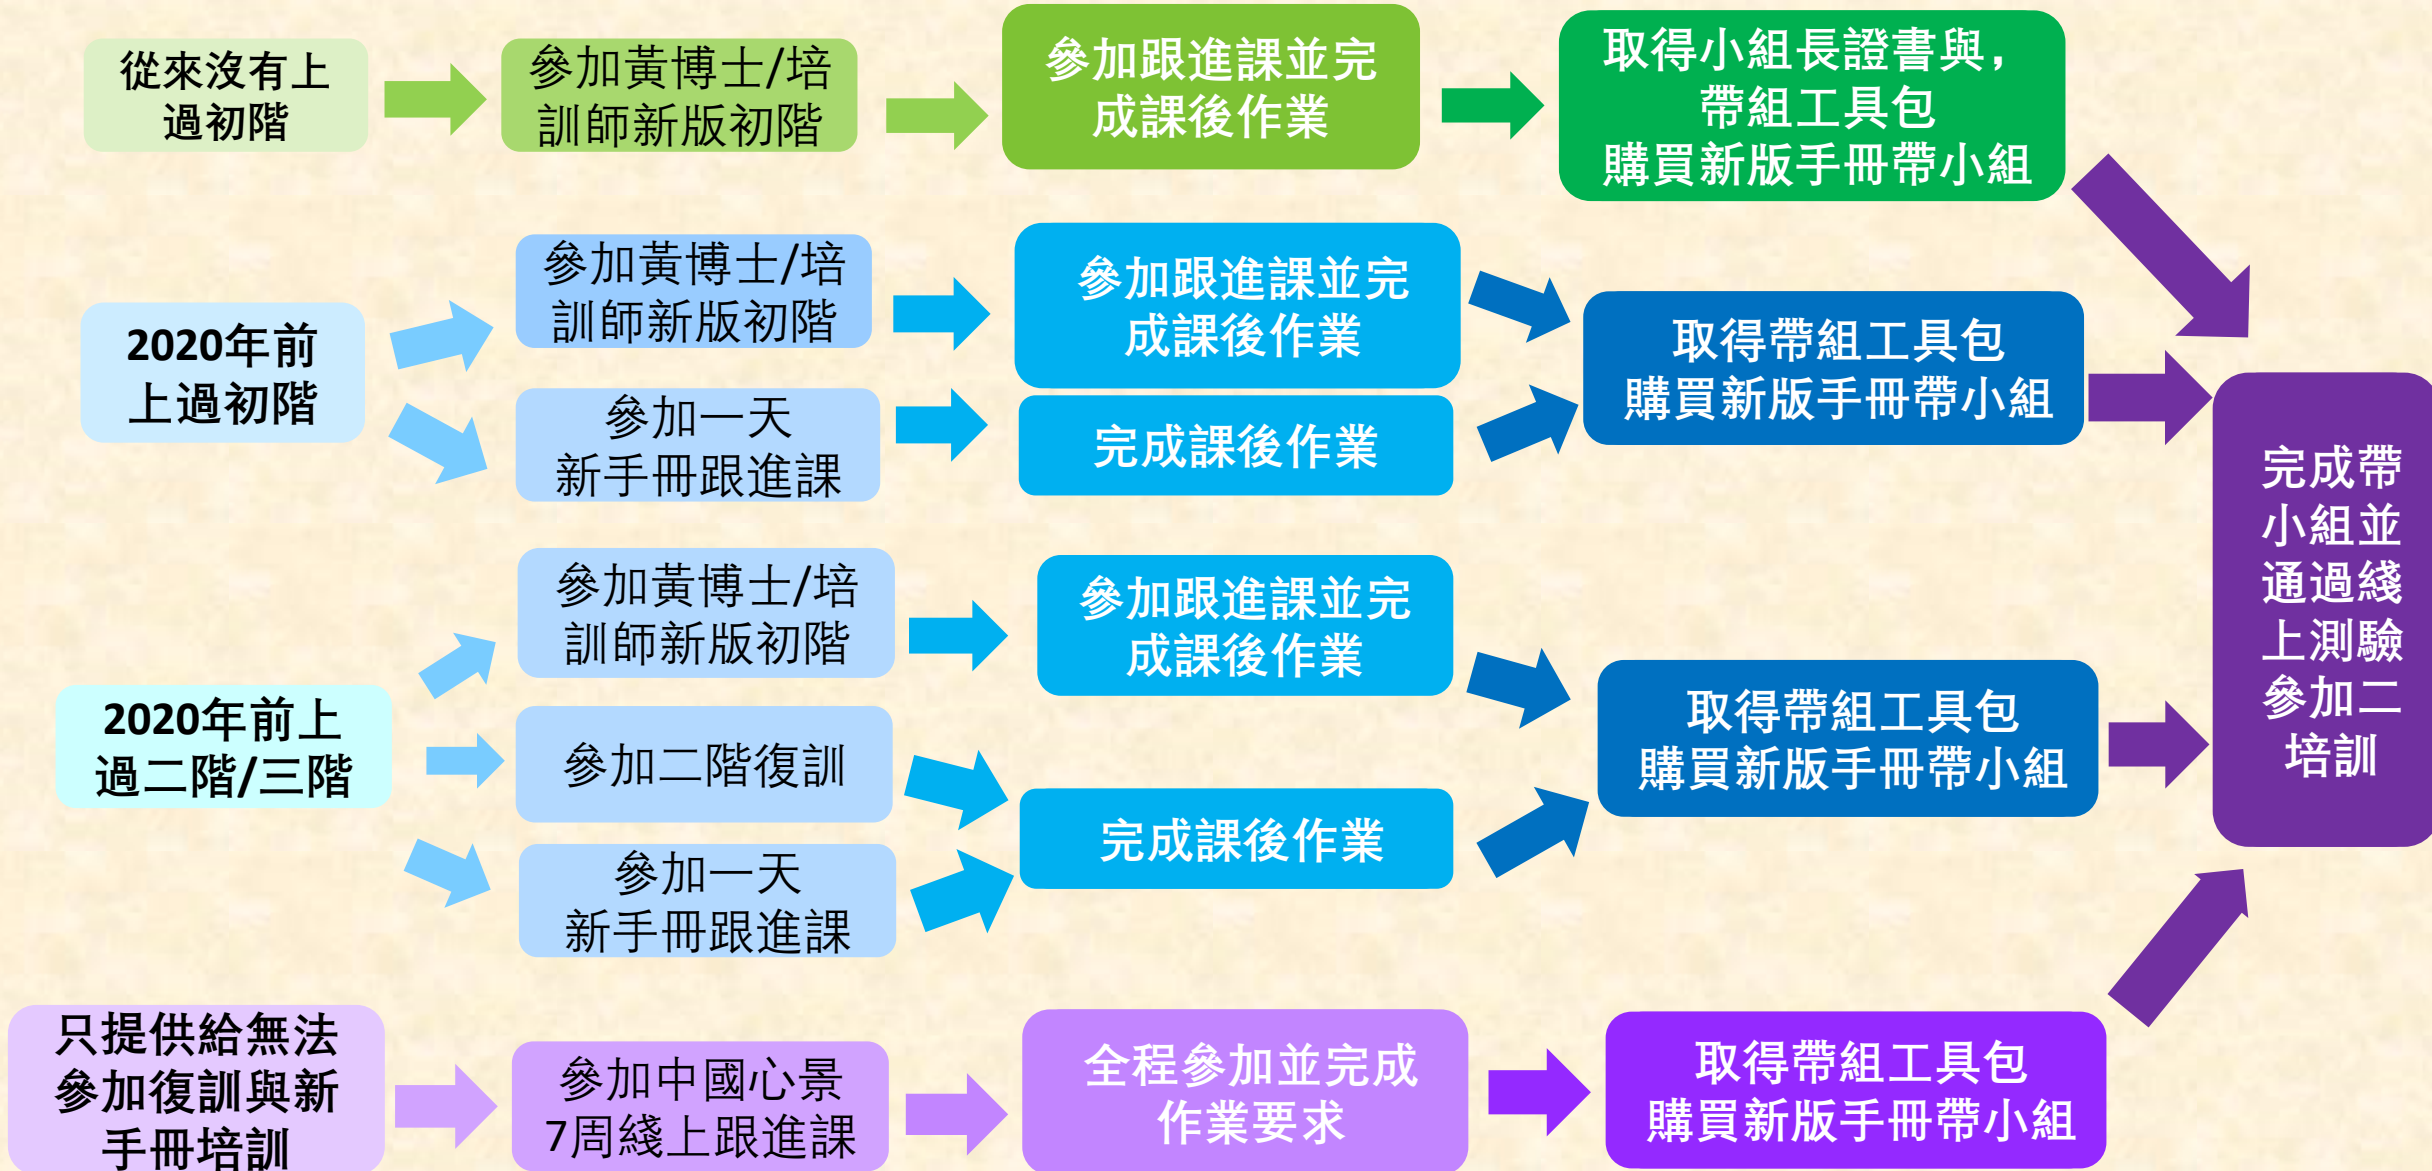 從來沒有上
過初階
參加黃博士/培
訓師新版初階
參加跟進課並完
成課後作業
取得小組長證書與，
帶組工具包
購買新版手冊帶小組
2020年前
上過初階
參加黃博士/培
訓師新版初階
參加跟進課並完
成課後作業
參加一天
新手冊跟進課
完成課後作業
取得帶組工具包
購買新版手冊帶小組
2020年前上
過二階/三階
參加黃博士/培
訓師新版初階
參加跟進課並完
成課後作業
參加二階復訓
參加一天
新手冊跟進課
完成課後作業
取得帶組工具包
購買新版手冊帶小組
只提供給無法
參加復訓與新
手冊培訓
參加中國心景
7周綫上跟進課
全程參加並完成
作業要求
取得帶組工具包
購買新版手冊帶小組
完成帶
小組並
通過綫
上測驗
參加二
培訓